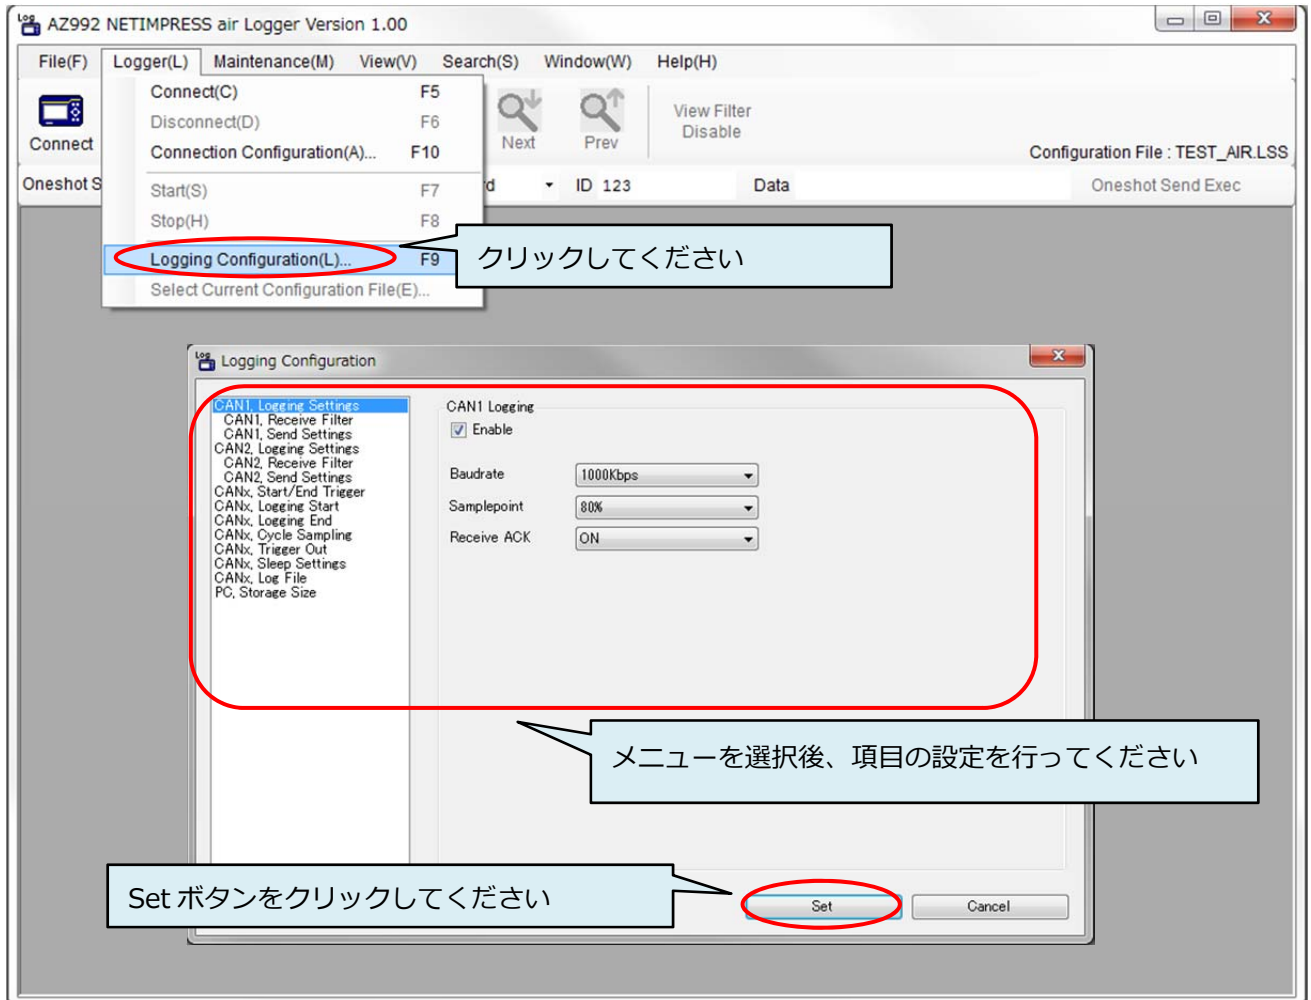 AZ992 NETIMPRESS air Logger Version 1.00
File(F) Logger(L) Maintenance(M) View(V) Search(S) Window(W) Help(H)
Connect(C) F5
Disconnect(D) F6
Connection Configuration(A)... F10
Start(S) F7
Stop(H) F8
Logging Configuration(L)... F9
Select Current Configuration File(E)...
Connect
Next
Prev
View Filter
Disable
Configuration File : TEST_AIR.LSS
Oneshot S
rd ID 123 Data Oneshot Send Exec
クリックしてください
Log
Logging Configuration
CAN1, Logging Settings
CAN1, Receive Filter
CAN1, Send Settings
CAN2, Logging Settings
CAN2, Receive Filter
CAN2, Send Settings
CANx, Start/End Trigger
CANx, Logging Start
CANx, Logging End
CANx, Cycle Sampling
CANx, Trigger Out
CANx, Sleep Settings
CANx, Log File
PC, Storage Size
CAN1 Logging
Enable
Baudrate 1000Kbps
Samplepoint 80%
Receive ACK ON
メニューを選択後、項目の設定を行ってください
Set ボタンをクリックしてください
Set Cancel